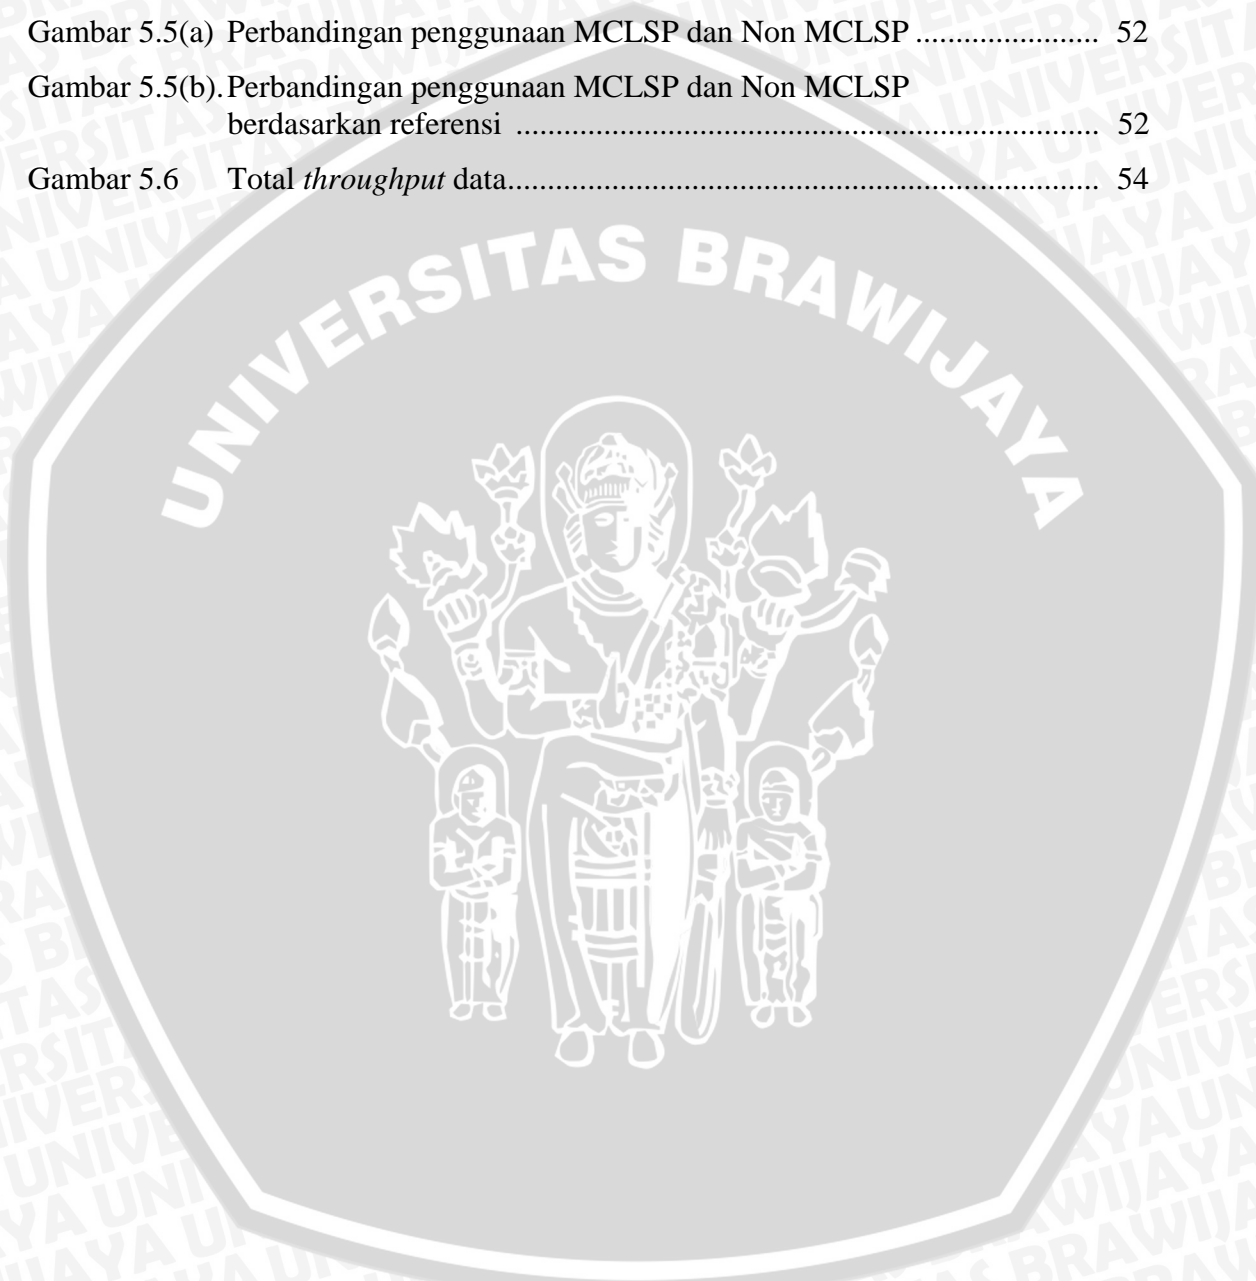 Gambar 5.5(a) Perbandingan penggunaan MCLSP dan Non MCLSP ....................... 52
Gambar 5.5(b). Perbandingan penggunaan MCLSP dan Non MCLSP
berdasarkan referensi ......................................................................... 52
Gambar 5.6 Total throughput data.......................................................................... 54
UNIVERSITAS BRAWIJAYA